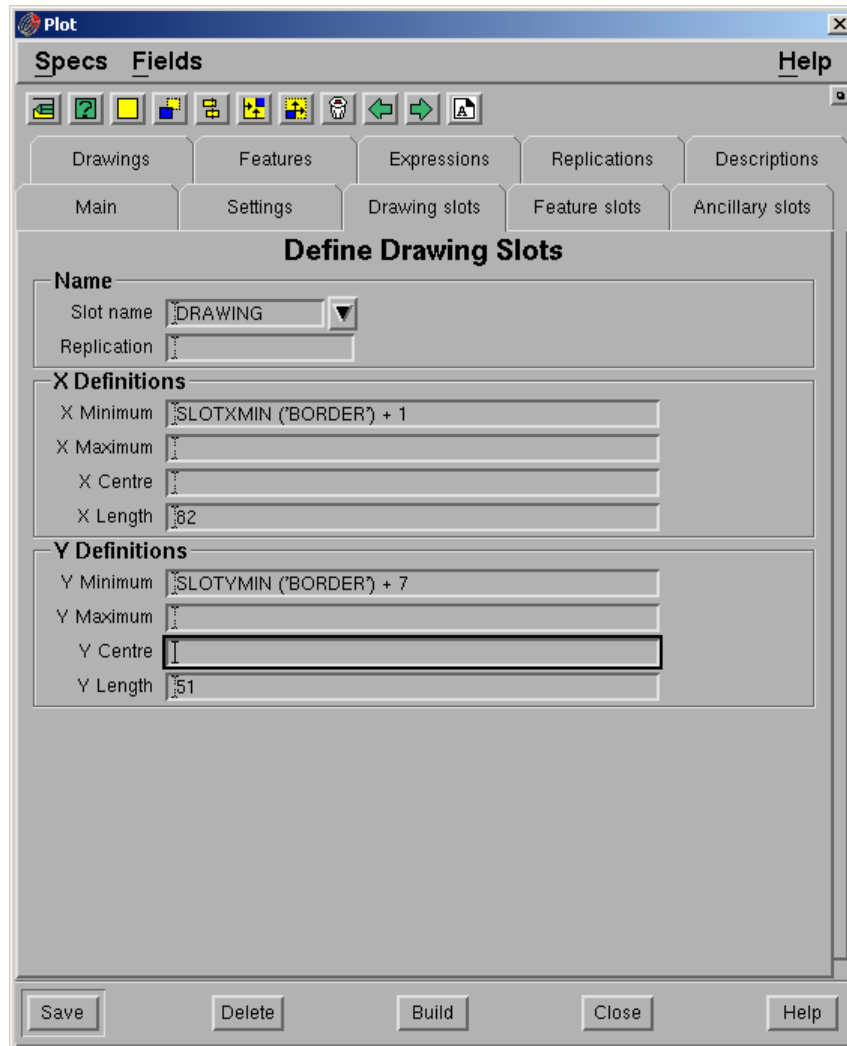 Plot
Specs Fields Help
Drawings Features Expressions Replications Descriptions
Main Settings Drawing slots Feature slots Ancillary slots
Define Drawing Slots
Name
Slot name DRAWING
Replication
X Definitions
X Minimum SLOTXMIN ('BORDER') + 1
X Maximum
X Centre
X Length 82
Y Definitions
Y Minimum SLOTYMIN ('BORDER') + 7
Y Maximum
Y Centre
Y Length 51
Save Delete Build Close Help